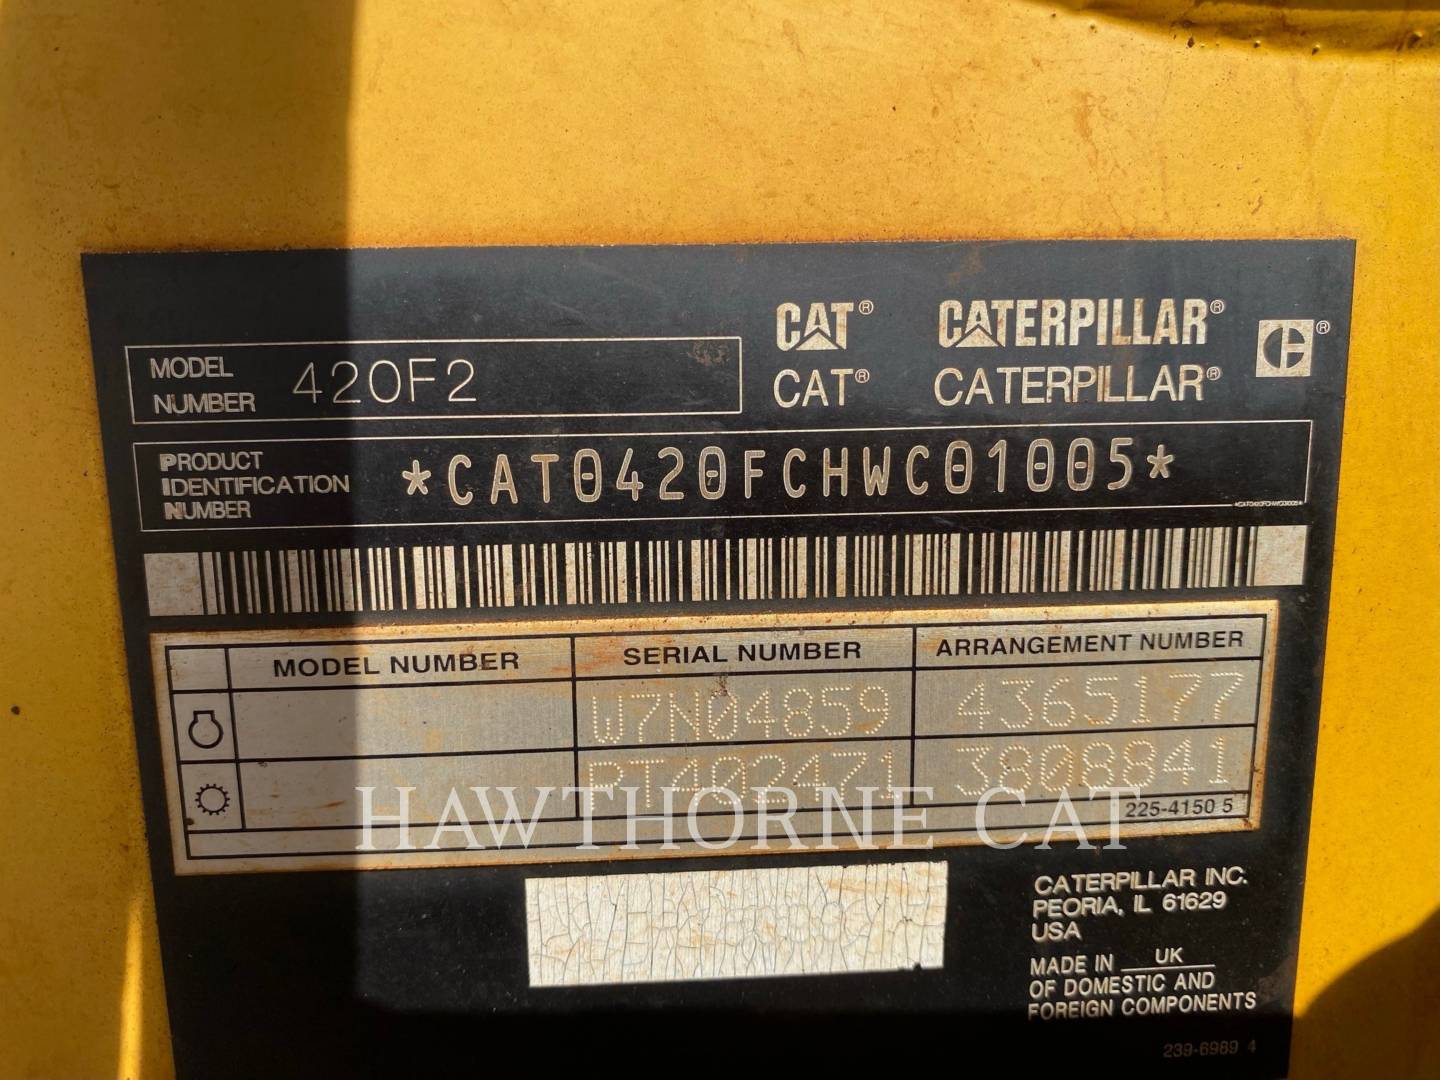 CAT® CATERPILLAR®
CAT® CATERPILLAR®
MODEL NUMBER 420F2
PRODUCT IDENTIFICATION NUMBER *CAT0420FCHWC01005*
*CAT0420FCHWC01005*
MODEL NUMBER SERIAL NUMBER ARRANGEMENT NUMBER
W7N04859 4365177
PT402471 3808841
225-4150 5
HAWTHORNE CAT
CATERPILLAR INC.
PEORIA, IL 61629
USA
MADE IN UK
OF DOMESTIC AND
FOREIGN COMPONENTS
239-6989 4